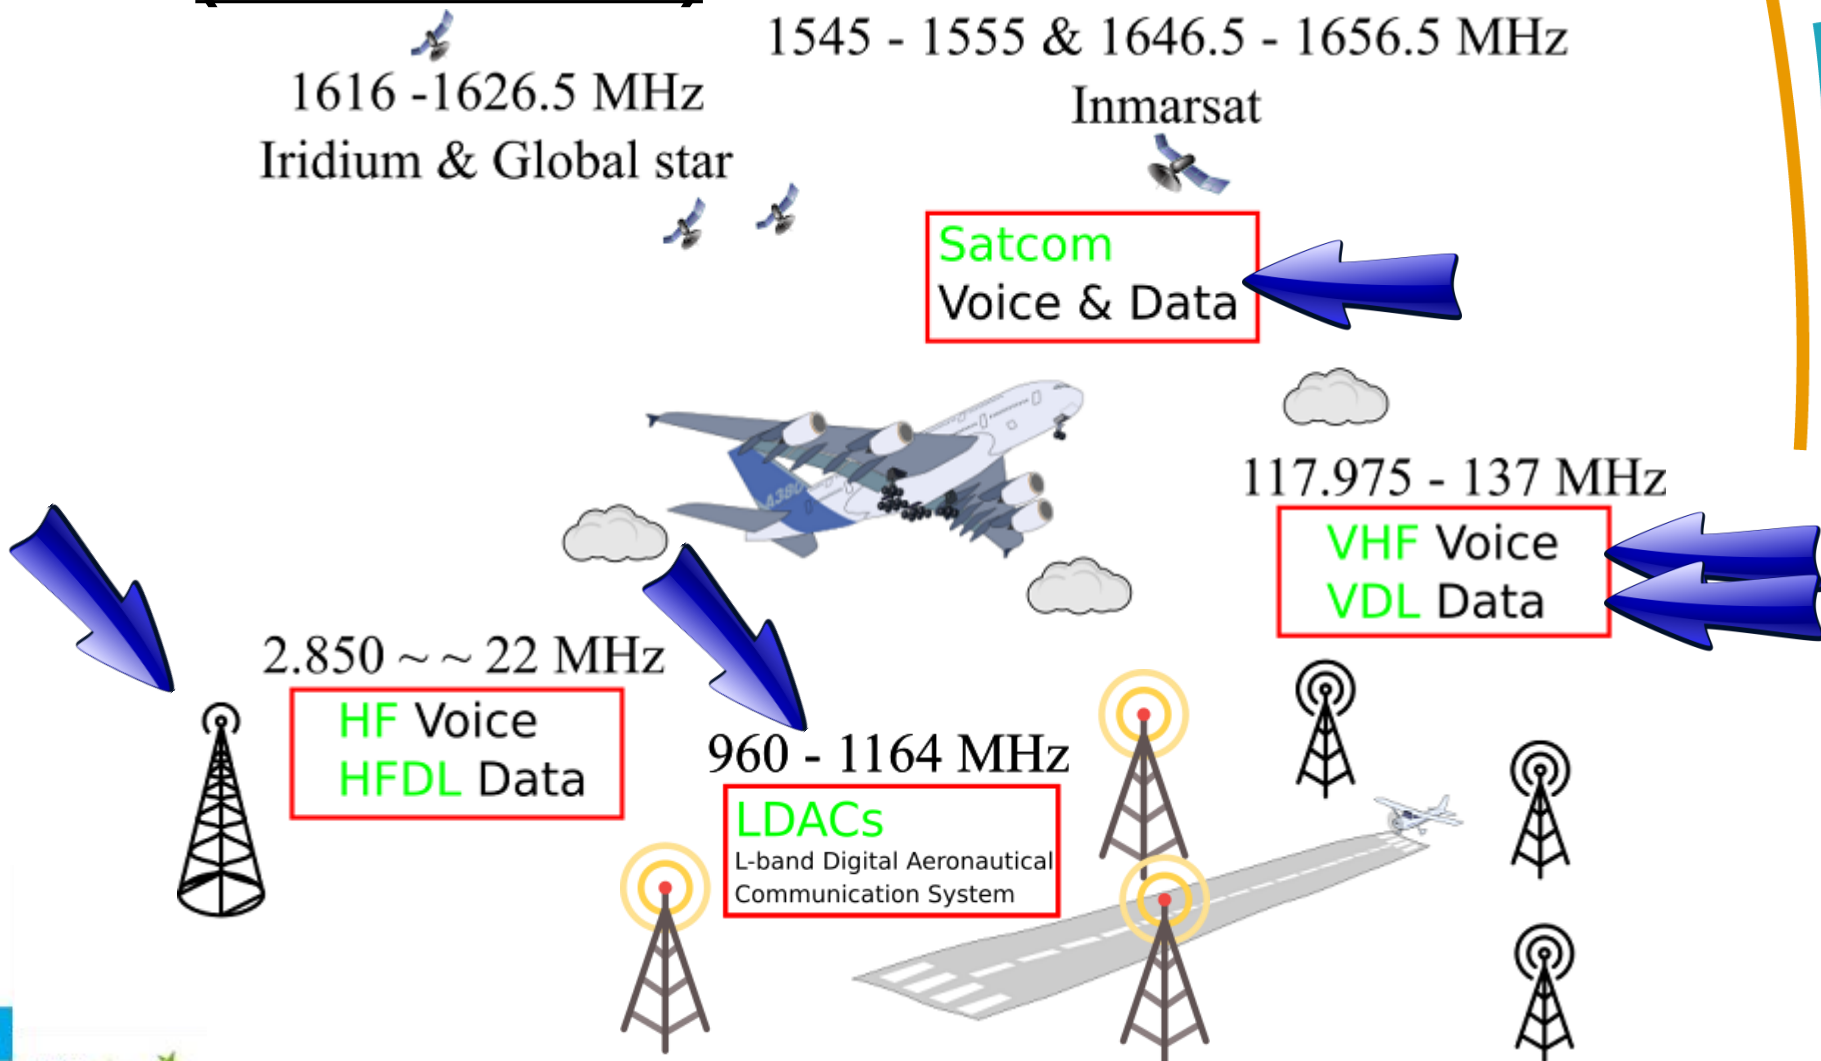 1545 - 1555 & 1646.5 - 1656.5 MHz
Inmarsat
1616 -1626.5 MHz
Iridium & Global star
Satcom
Voice & Data
A380
117.975 - 137 MHz
VHF Voice
VDL Data
2.850 ~ ~ 22 MHz
HF Voice
HFDL Data
960 - 1164 MHz
LDACs
L-band Digital Aeronautical
Communication System